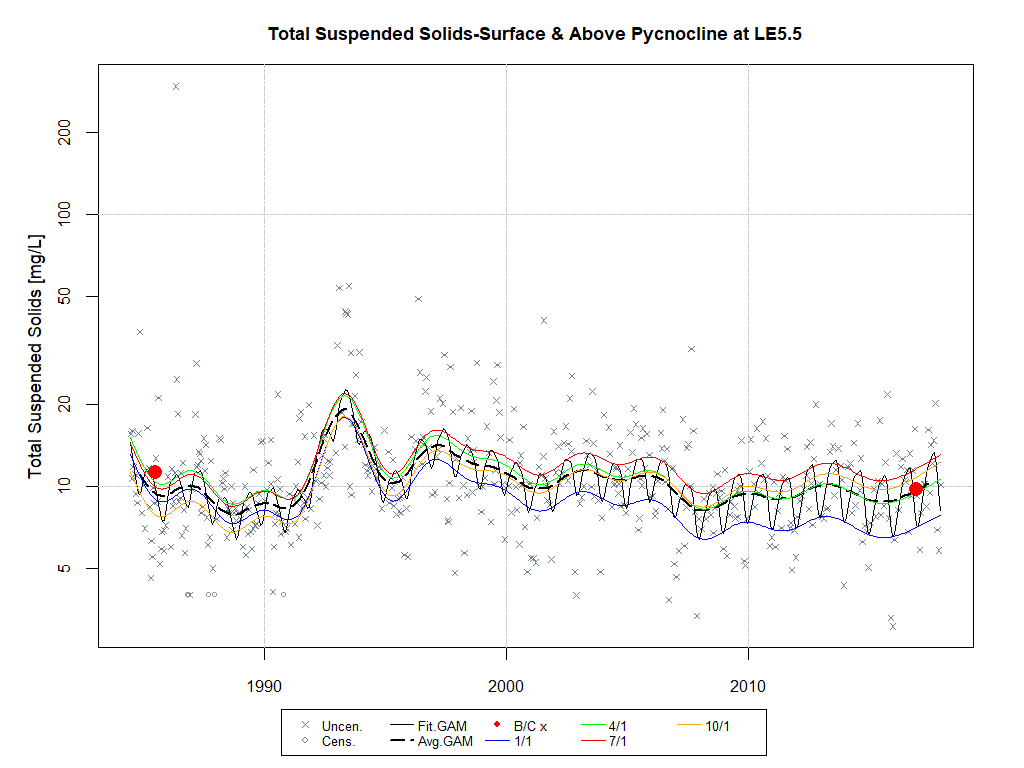 Total Suspended Solids-Surface & Above Pycnocline at LE5.5
Total Suspended Solids [mg/L]
200
100
50
20
10
5
1990 2000 2010
Uncen. Fit.GAM B/C x 4/1 10/1
Cens. Avg.GAM 1/1 7/1